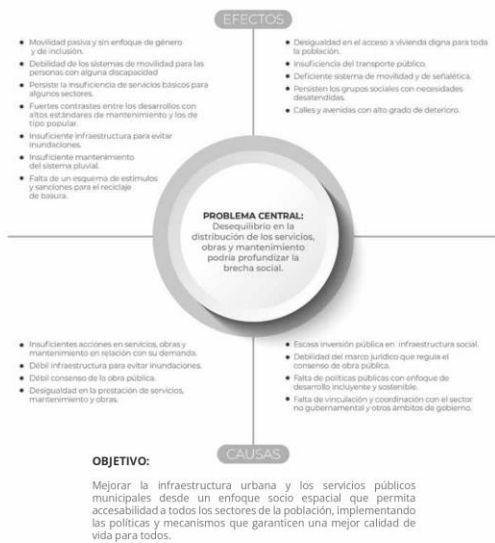 EFECTOS
● Movilidad pasiva y sin enfoque de género
y de inclusión.
● Debilidad de los sistemas de movilidad para las
personas con alguna discapacidad
● Persiste la insuficiencia de servicios básicos para
algunos sectores.
● Fuertes contrastes entre los desarrollos con
altos estándares de mantenimiento y los de
tipo popular.
● Insuficiente infraestructura para evitar
inundaciones.
● Insuficiente mantenimiento
del sistema pluvial.
● Falta de un esquema de estímulos
y sanciones para el reciclaje
de basura.
● Desigualdad en el acceso a vivienda digna para toda
la población.
● Insuficiencia del transporte público.
● Deficiente sistema de movilidad y de señalética.
● Persisten los grupos sociales con necesidades
desatendidas.
● Calles y avenidas con alto grado de deterioro.
PROBLEMA CENTRAL:
Desequilibrio en la
distribución de los servicios,
obras y mantenimiento
podría profundizar la
brecha social.
● Insuficientes acciones en servicios, obras y
mantenimiento en relación con su demanda.
● Débil infraestructura para evitar inundaciones.
● Débil consenso de la obra pública.
● Desigualdad en la prestación de servicios,
mantenimiento y obras.
● Escasa inversión pública en infraestructura social.
● Debilidad del marco jurídico que regula el
consenso de obra pública.
● Falta de políticas públicas con enfoque de
desarrollo incluyente y sostenible.
● Falta de vinculación y coordinación con el sector
no gubernamental y otros ámbitos de gobierno.
CAUSAS
OBJETIVO:
Mejorar la infraestructura urbana y los servicios públicos
municipales desde un enfoque socio espacial que permita
accesabilidad a todos los sectores de la población, implementando
las políticas y mecanismos que garanticen una mejor calidad de
vida para todos.